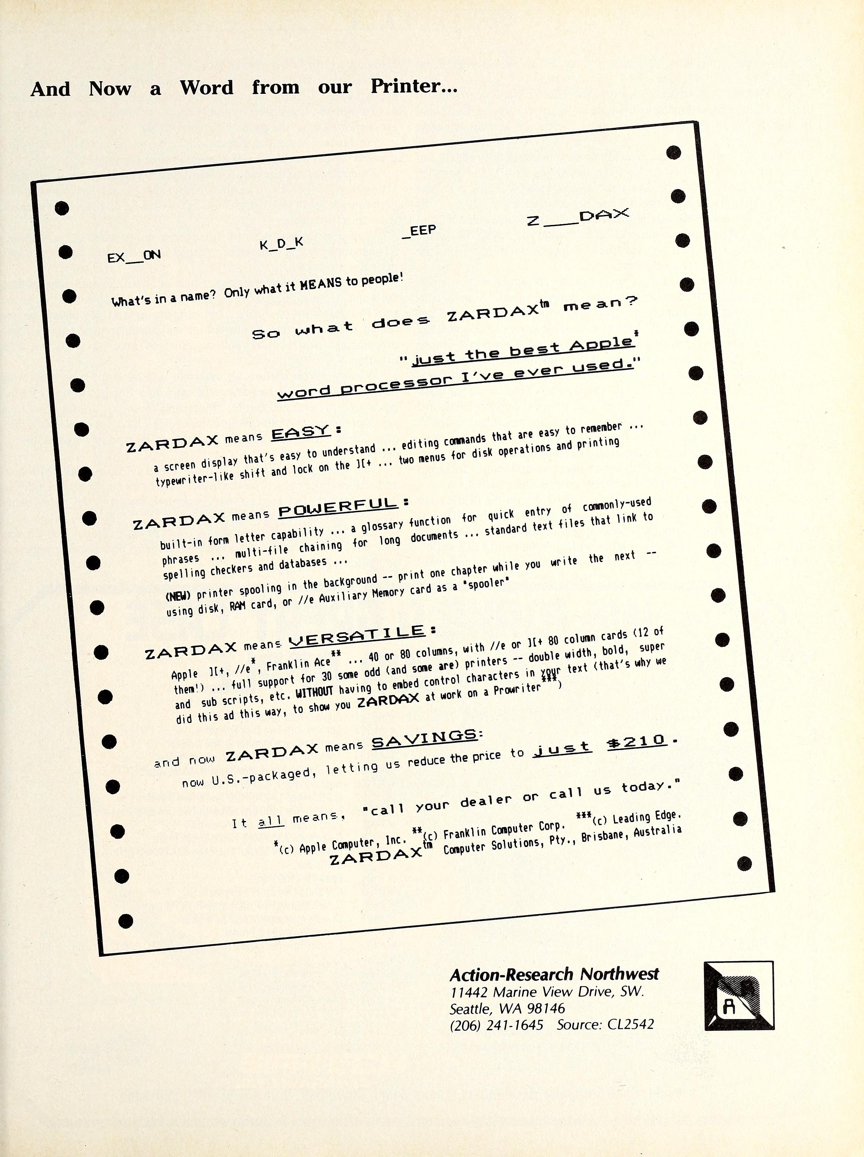 And Now a Word from our Printer...
EX__ON K_D_K _EEP Z___DAX
What's in a name? Only what it MEANS to people!
So what does ZARDAXtm mean?
"just the best Apple*
word processor I've ever used."
ZARDAX means EASY:
a screen display that's easy to understand ... editing commands that are easy to remember ...
typewriter-like shift and lock on the ][+ ... two menus for disk operations and printing
ZARDAX means POWERFUL:
built-in form letter capability ... a glossary function for quick entry of commonly-used
phrases ... multi-file chaining for long documents ... standard text files that link to
spelling checkers and databases ...
(NEW) printer spooling in the background -- print one chapter while you write the next --
using disk, RAM card, or //e Auxiliary Memory card as a "spooler"
ZARDAX means VERSATILE:
Apple ][+, //e*, Franklin Ace** ... 40 or 80 columns, with //e or ][+ 80 column cards (12 of
them!) ... full support for 30 some odd (and some are) printers -- double width, bold, super
and sub scripts, etc. WITHOUT having to embed control characters in your text (that's why we
did this ad this way, to show you ZARDAX at work on a Prowriter***)
and now ZARDAX means SAVINGS:
now U.S.-packaged, letting us reduce the price to just $210.
It all means, "call your dealer or call us today."
*(c) Apple Computer, Inc. **(c) Franklin Computer Corp. ***(c) Leading Edge.
ZARDAXtm Computer Solutions, Pty., Brisbane, Australia
Action-Research Northwest
11442 Marine View Drive, SW.
Seattle, WA 98146
(206) 241-1645 Source: CL2542